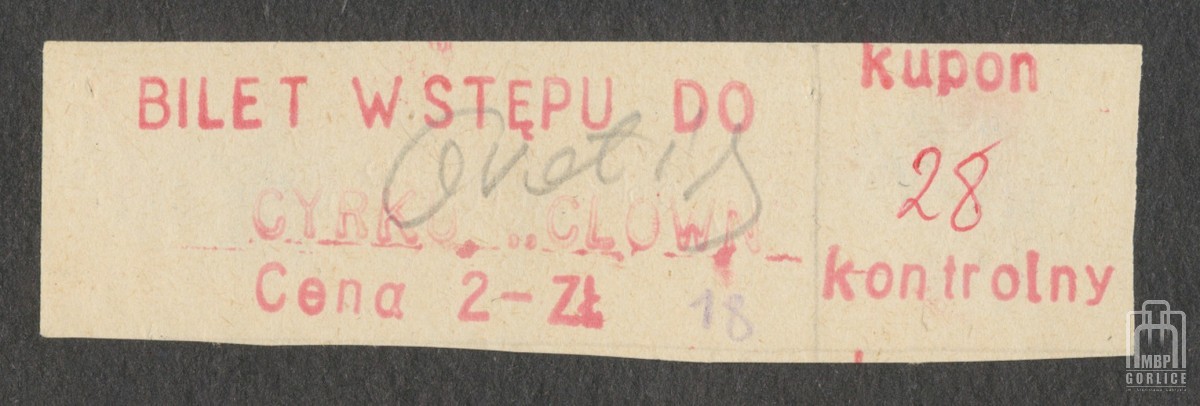 BILET WSTĘPU DO
CYRKU „CLOWN
Cena 2-Zł
18
kupon
28
kontrolny
MBP
GORLICE